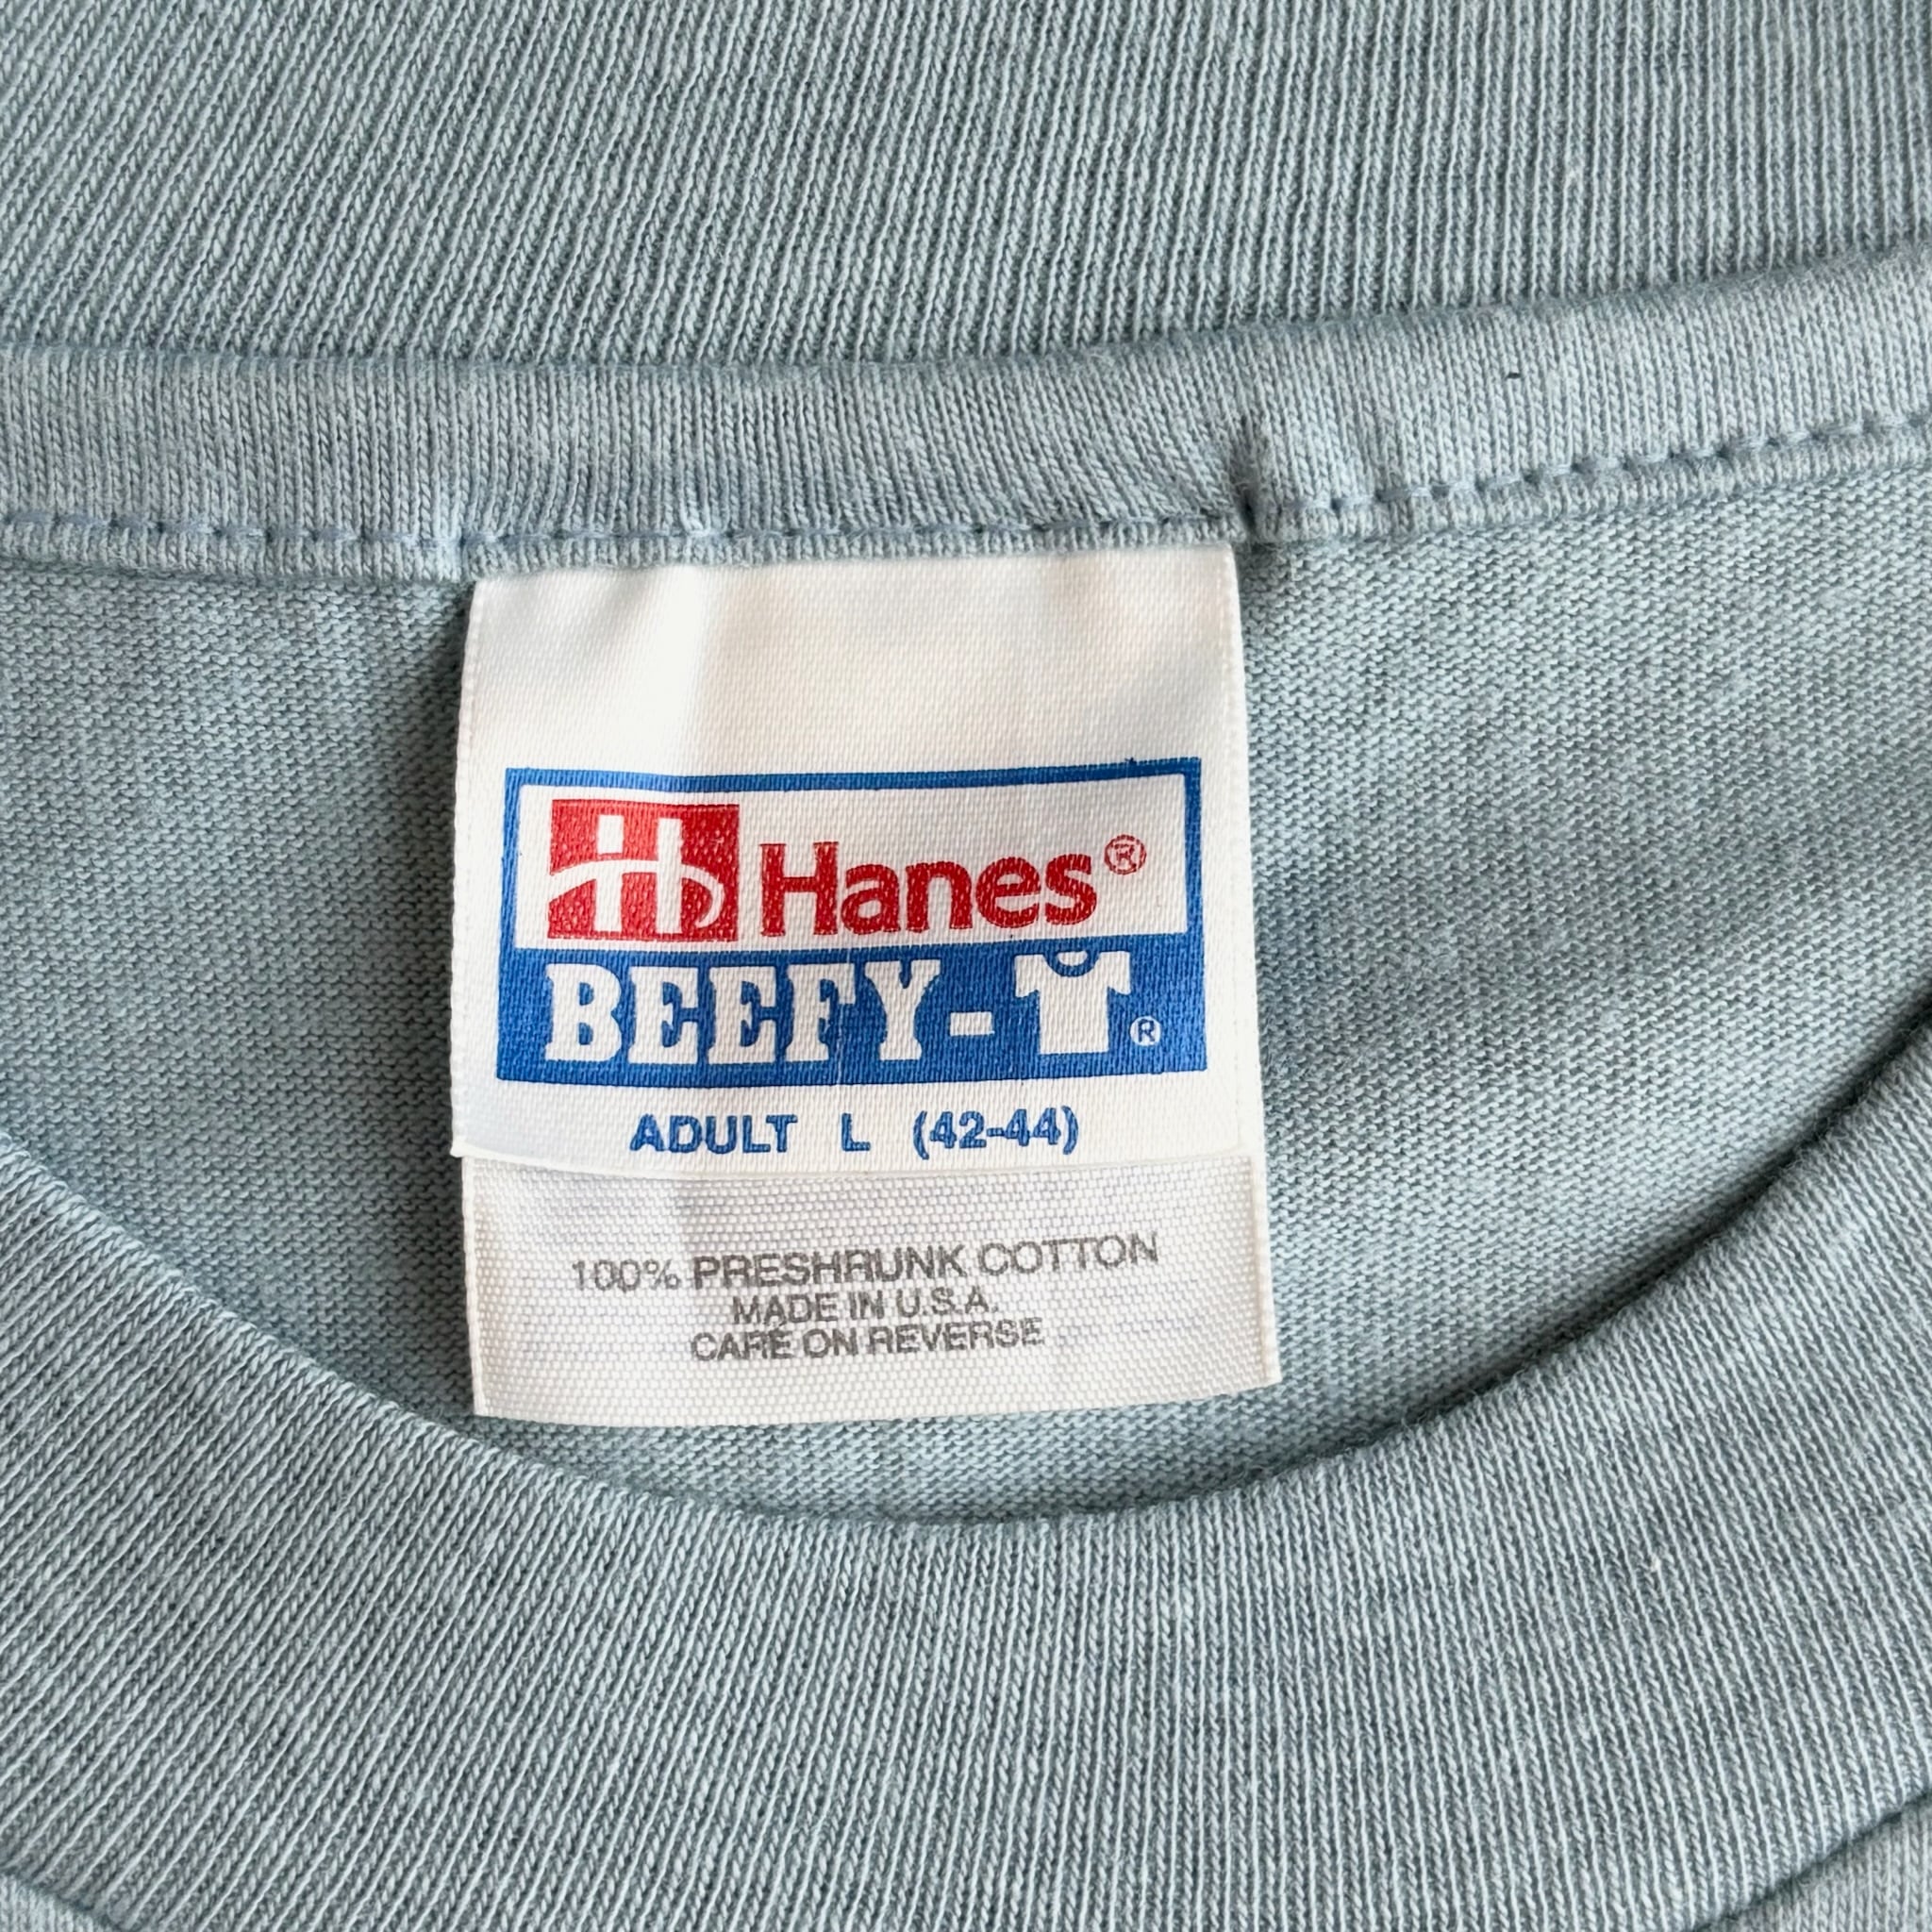 H Hanes®
BEEFY-T®
ADULT L (42-44)
100% PRESHRUNK COTTON
MADE IN U.S.A.
CARE ON REVERSE